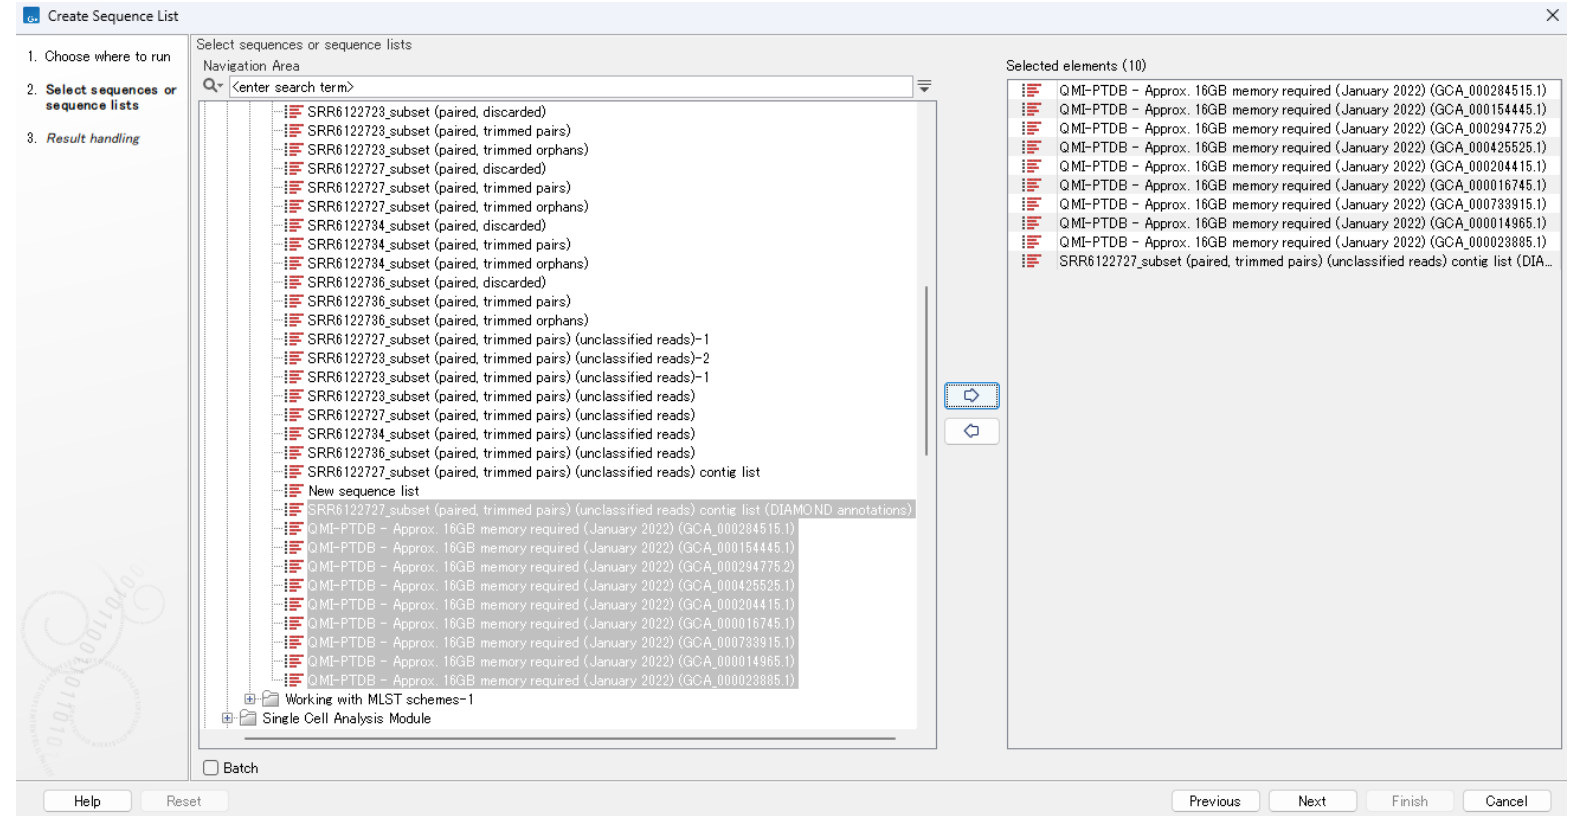 Create Sequence List
1. Choose where to run
2. Select sequences or
sequence lists
3. Result handling
Select sequences or sequence lists
Navigation Area
<enter search term>
SRR6122723_subset (paired, discarded)
SRR6122723_subset (paired, trimmed pairs)
SRR6122723_subset (paired, trimmed orphans)
SRR6122727_subset (paired, discarded)
SRR6122727_subset (paired, trimmed pairs)
SRR6122727_subset (paired, trimmed orphans)
SRR6122734_subset (paired, discarded)
SRR6122734_subset (paired, trimmed pairs)
SRR6122734_subset (paired, trimmed orphans)
SRR6122736_subset (paired, discarded)
SRR6122736_subset (paired, trimmed pairs)
SRR6122736_subset (paired, trimmed orphans)
SRR6122727_subset (paired, trimmed pairs) (unclassified reads)-1
SRR6122723_subset (paired, trimmed pairs) (unclassified reads)-2
SRR6122723_subset (paired, trimmed pairs) (unclassified reads)-1
SRR6122723_subset (paired, trimmed pairs) (unclassified reads)
SRR6122727_subset (paired, trimmed pairs) (unclassified reads)
SRR6122734_subset (paired, trimmed pairs) (unclassified reads)
SRR6122736_subset (paired, trimmed pairs) (unclassified reads)
SRR6122727_subset (paired, trimmed pairs) (unclassified reads) contig list
New sequence list
SRR6122727_subset (paired, trimmed pairs) (unclassified reads) contig list (DIAMOND annotations)
QMI-PTDB - Approx. 16GB memory required (January 2022) (GCA_000284515.1)
QMI-PTDB - Approx. 16GB memory required (January 2022) (GCA_000154445.1)
QMI-PTDB - Approx. 16GB memory required (January 2022) (GCA_000294775.2)
QMI-PTDB - Approx. 16GB memory required (January 2022) (GCA_000425525.1)
QMI-PTDB - Approx. 16GB memory required (January 2022) (GCA_000204415.1)
QMI-PTDB - Approx. 16GB memory required (January 2022) (GCA_000016745.1)
QMI-PTDB - Approx. 16GB memory required (January 2022) (GCA_000733915.1)
QMI-PTDB - Approx. 16GB memory required (January 2022) (GCA_000014965.1)
QMI-PTDB - Approx. 16GB memory required (January 2022) (GCA_000023885.1)
Working with MLST schemes-1
Single Cell Analysis Module
Batch
Selected elements (10)
QMI-PTDB - Approx. 16GB memory required (January 2022) (GCA_000284515.1)
QMI-PTDB - Approx. 16GB memory required (January 2022) (GCA_000154445.1)
QMI-PTDB - Approx. 16GB memory required (January 2022) (GCA_000294775.2)
QMI-PTDB - Approx. 16GB memory required (January 2022) (GCA_000425525.1)
QMI-PTDB - Approx. 16GB memory required (January 2022) (GCA_000204415.1)
QMI-PTDB - Approx. 16GB memory required (January 2022) (GCA_000016745.1)
QMI-PTDB - Approx. 16GB memory required (January 2022) (GCA_000733915.1)
QMI-PTDB - Approx. 16GB memory required (January 2022) (GCA_000014965.1)
QMI-PTDB - Approx. 16GB memory required (January 2022) (GCA_000023885.1)
SRR6122727_subset (paired, trimmed pairs) (unclassified reads) contig list (DIA...
Help Reset Previous Next Finish Cancel